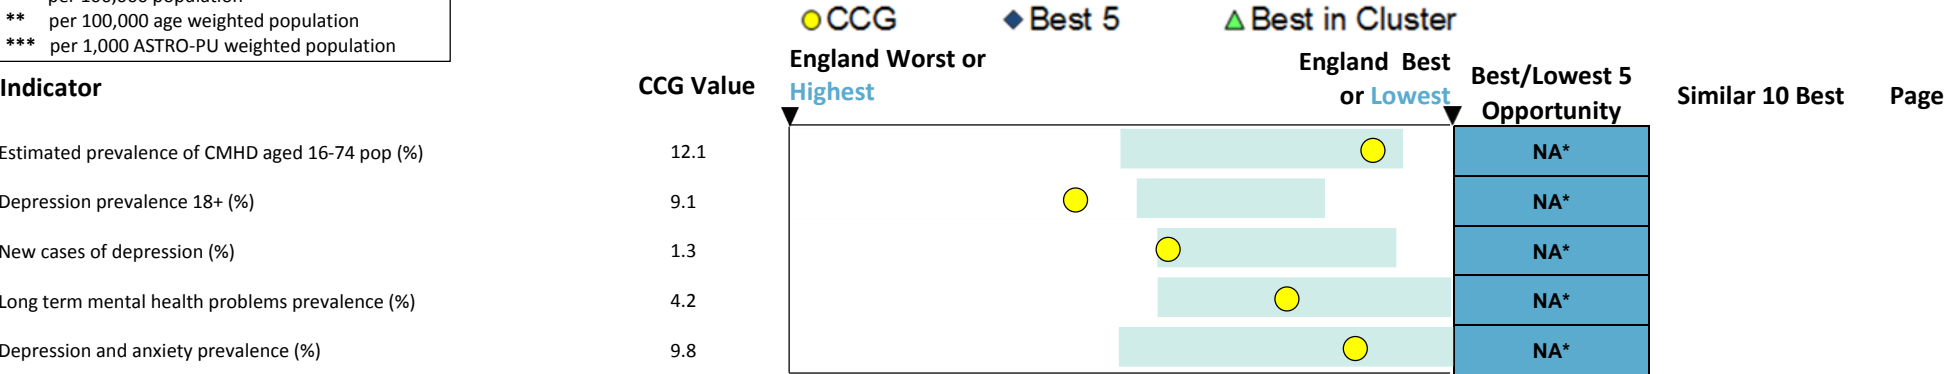 per 100,000 population
** per 100,000 age weighted population
*** per 1,000 ASTRO-PU weighted population
CCG Best 5 Best in Cluster
Indicator
CCG Value
England Worst or
Highest
England Best
or Lowest
Best/Lowest 5
Opportunity
Similar 10 Best
Page
Estimated prevalence of CMHD aged 16-74 pop (%) 12.1 NA*
Depression prevalence 18+ (%) 9.1 NA*
New cases of depression (%) 1.3 NA*
Long term mental health problems prevalence (%) 4.2 NA*
Depression and anxiety prevalence (%) 9.8 NA*